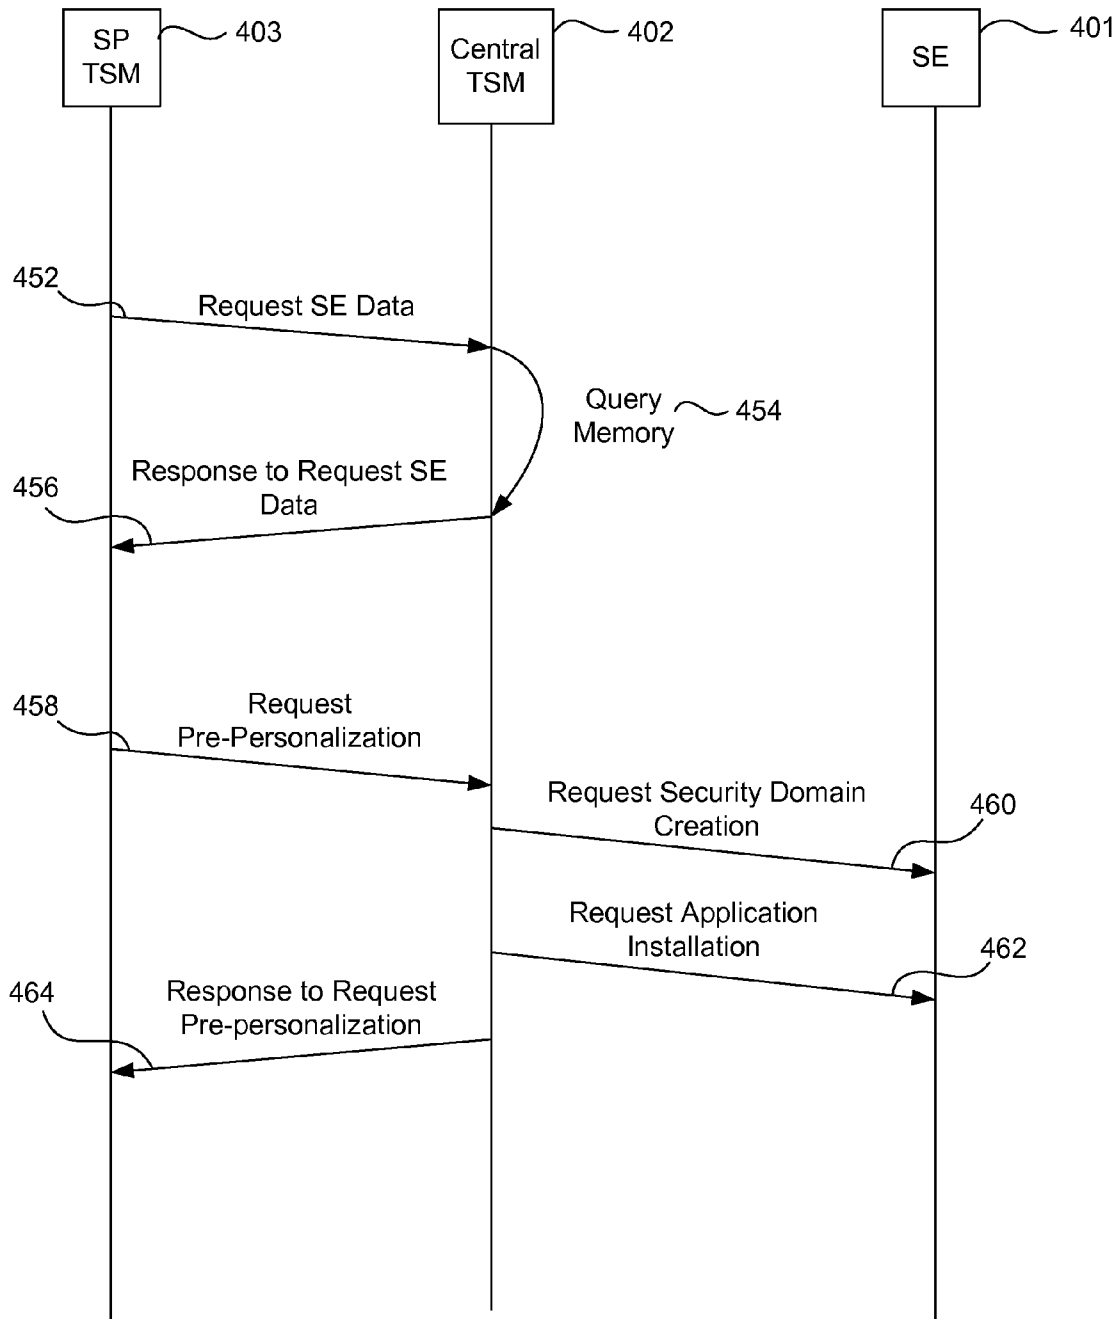 SP
TSM
403
Central
TSM
402
SE
401
452
Request SE Data
Query
Memory
454
Response to Request SE
Data
456
458
Request
Pre-Personalization
Request Security Domain
Creation
460
Request Application
Installation
462
464
Response to Request
Pre-personalization